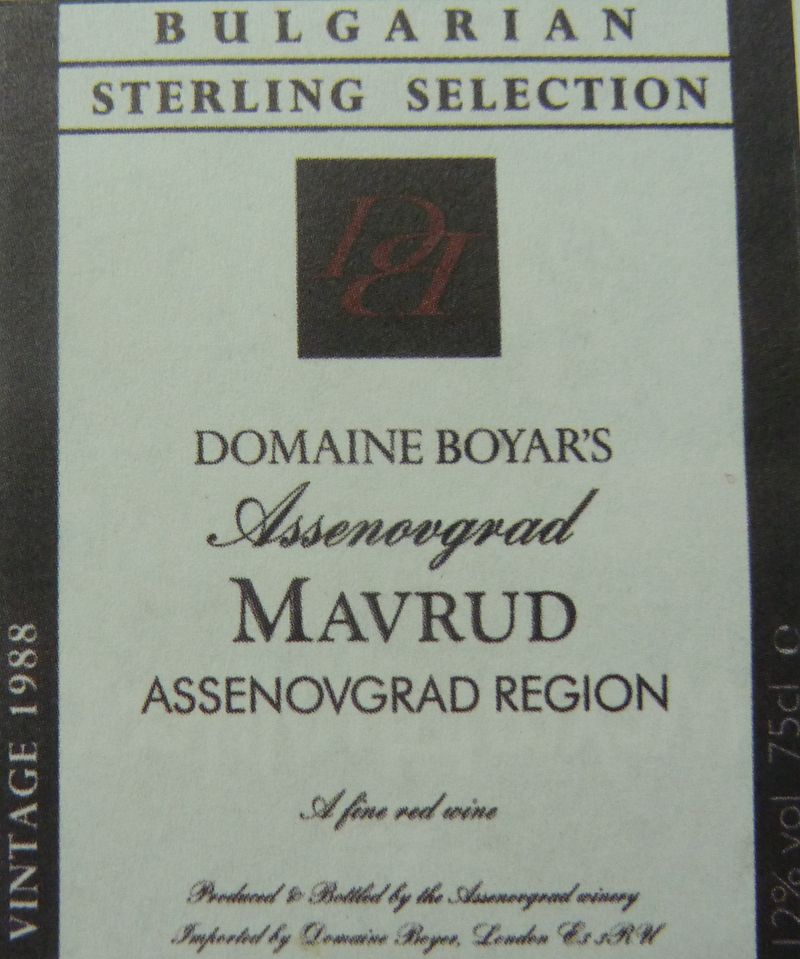 BULGARIAN
STERLING SELECTION
DB
DOMAINE BOYAR'S
Assenovgrad
MAVRUD
ASSENOVGRAD REGION
A fine red wine
Produced & Bottled by the Assenovgrad winery
Imported by Domaine Boyar, London
VINTAGE 1988
12% vol 75cl e